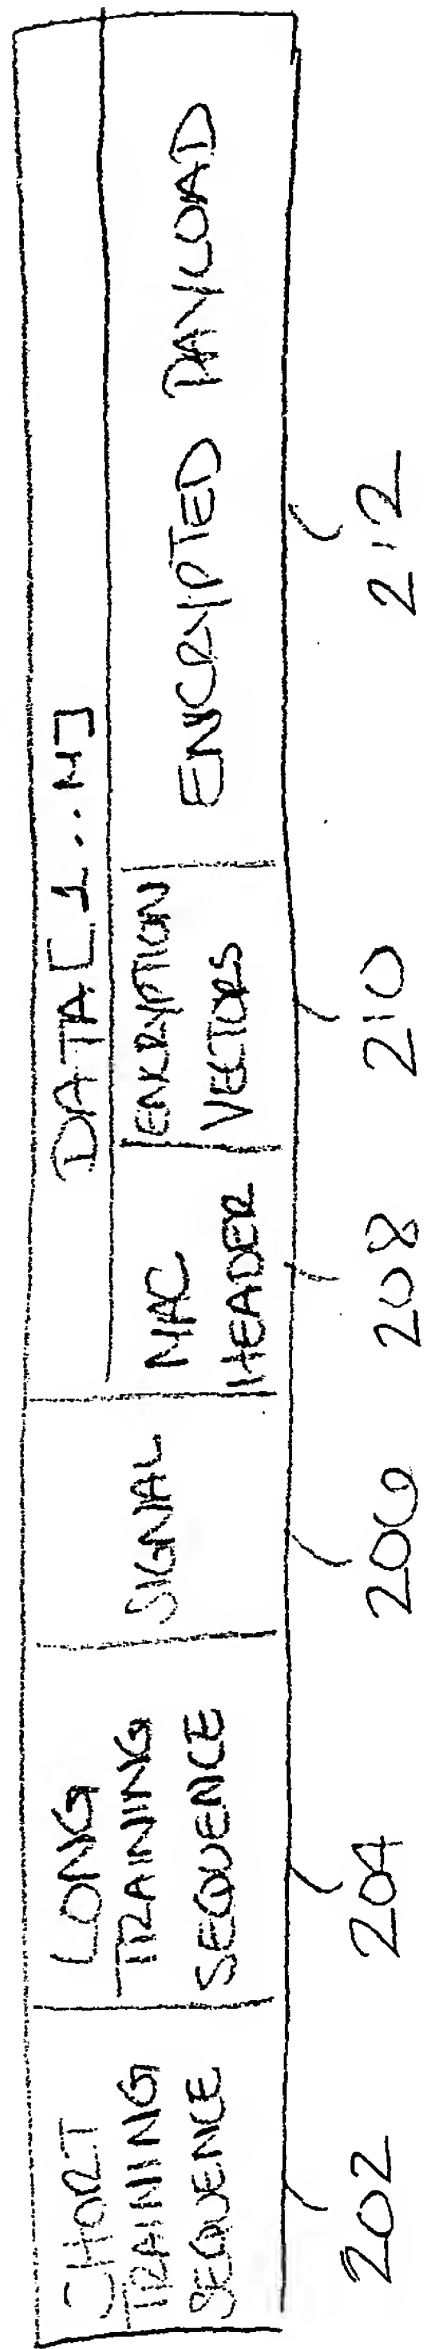 SHORT
TRAINING
SEQUENCE
LONG
TRAINING
SEQUENCE
SIGNAL
DATA[1..N]
MAC
HEADER
ENCRYPTION
VECTORS
ENCRYPTED PAYLOAD
202
204
206
208
210
212